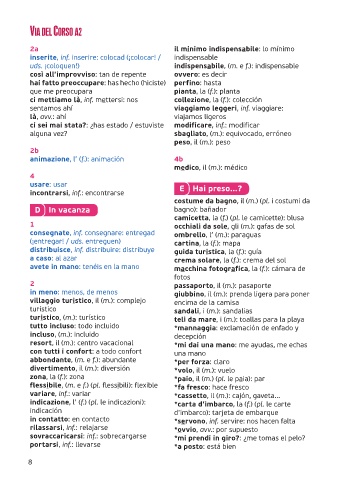 VIA DEL CORSO A2
2a
inserite, inf. inserire: colocad (¡colocar! /
uds. ¡coloquen!)
così all'improvviso: tan de repente
hai fatto preoccupare: has hecho (hiciste)
que me preocupara
ci mettiamo là, inf. mettersi: nos
sentamos ahí
là, avv.: ahí
ci sei mai stata?: ¿has estado / estuviste
alguna vez?
2b
animazione, l' (f.): animación
4
usare: usar
incontrarsi, inf.: encontrarse
D In vacanza
1
consegnate, inf. consegnare: entregad
(¡entregar! / uds. entreguen)
distribuisce, inf. distribuire: distribuye
a caso: al azar
avete in mano: tenéis en la mano
2
in meno: menos, de menos
villaggio turistico, il (m.): complejo
turístico
turistico, (m.): turístico
tutto incluso: todo incluido
incluso, (m.): incluido
resort, il (m.): centro vacacional
con tutti i confort: a todo confort
abbondante, (m. e f.): abundante
divertimento, il (m.): diversión
zona, la (f.): zona
flessibile, (m. e f.) (pl. flessibili): flexible
variare, inf.: variar
indicazione, l' (f.) (pl. le indicazioni):
indicación
in contatto: en contacto
rilassarsi, inf.: relajarse
sovraccaricarsi: inf.: sobrecargarse
portarsi, inf.: llevarse
il minimo indispensabile: lo mínimo
indispensable
indispensabile, (m. e f.): indispensable
ovvero: es decir
perfino: hasta
pianta, la (f.): planta
collezione, la (f.): colección
viaggiamo leggeri, inf. viaggiare:
viajamos ligeros
modificare, inf.: modificar
sbagliato, (m.): equivocado, erróneo
peso, il (m.): peso
4b
medico, il (m.): médico
E Hai preso...?
costume da bagno, il (m.) (pl. i costumi da
bagno): bañador
camicetta, la (f.) (pl. le camicette): blusa
occhiali da sole, gli (m.): gafas de sol
ombrello, l' (m.): paraguas
cartina, la (f.): mapa
guida turistica, la (f.): guía
crema solare, la (f.): crema del sol
macchina fotografica, la (f.): cámara de
fotos
passaporto, il (m.): pasaporte
giubbino, il (m.): prenda ligera para poner
encima de la camisa
sandali, i (m.): sandalias
teli da mare, i (m.): toallas para la playa
*mannaggia: exclamación de enfado y
decepción
*mi dai una mano: me ayudas, me echas
una mano
*per forza: claro
*volo, il (m.): vuelo
*paio, il (m.) (pl. le paia): par
*fa fresco: hace fresco
*cassetto, il (m.): cajón, gaveta...
*carta d'imbarco, la (f.) (pl. le carte
d'imbarco): tarjeta de embarque
*servono, inf. servire: nos hacen falta
*ovvio, avv.: por supuesto
*mi prendi in giro?: ¿me tomas el pelo?
*a posto: está bien
8